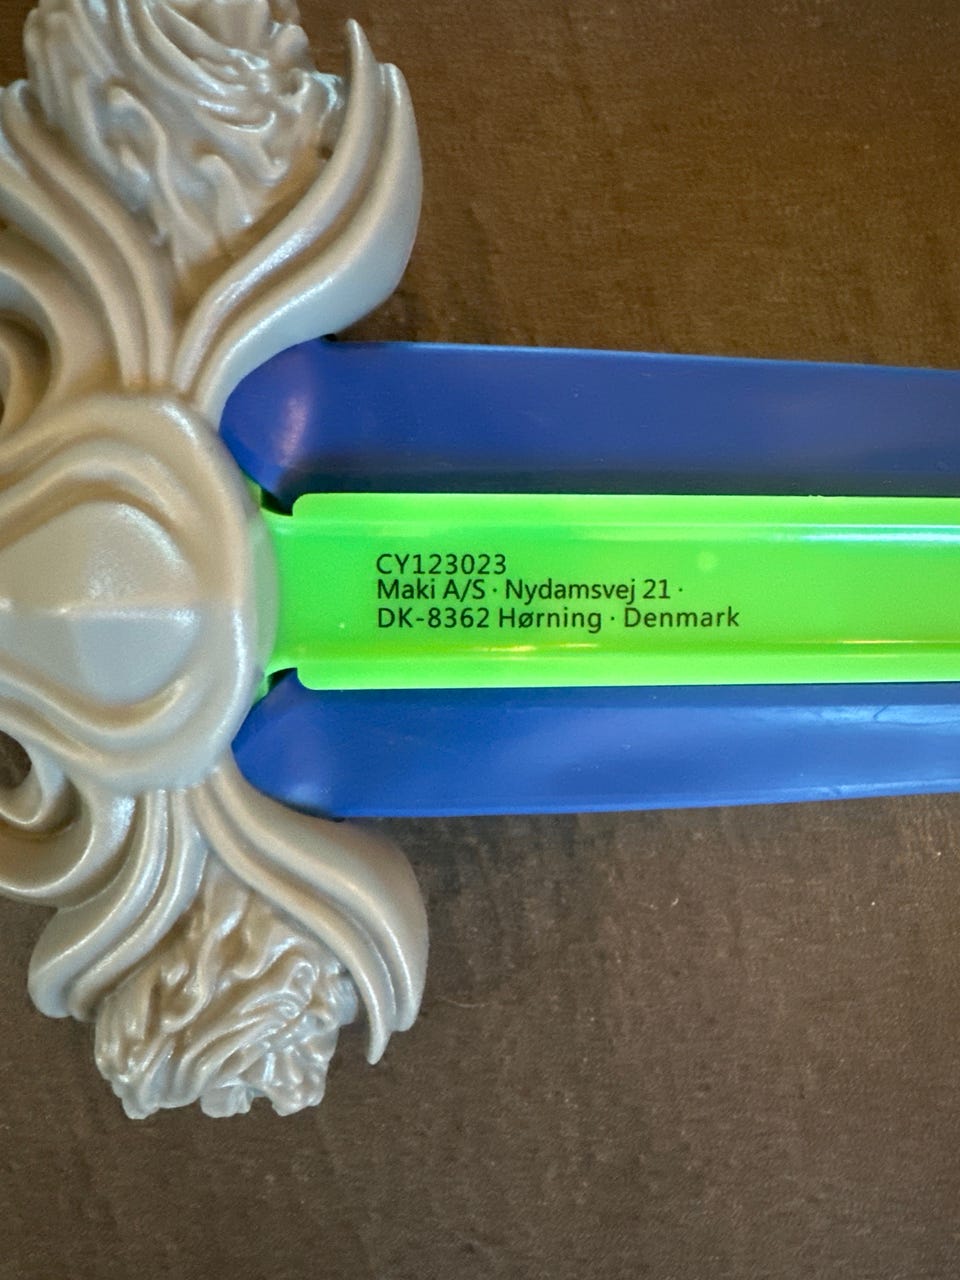 CY123023
Maki A/S · Nydamsvej 21 ·
DK-8362 Hørning · Denmark